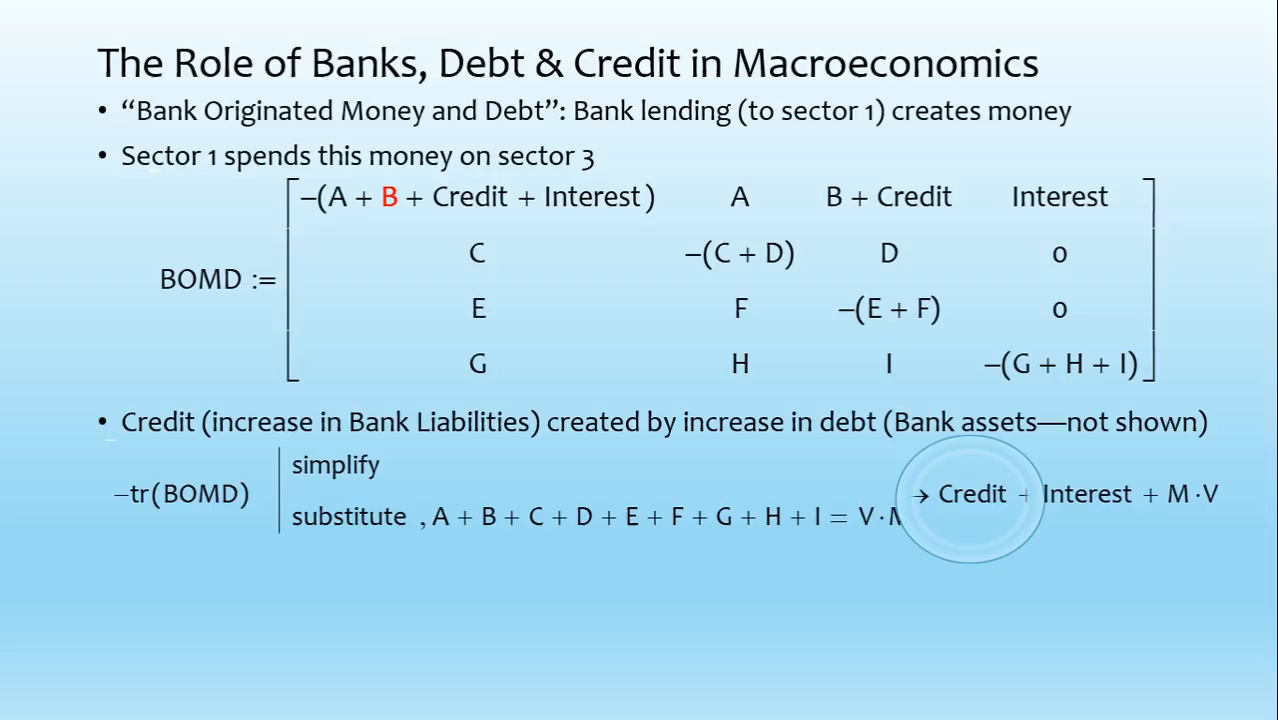 The Role of Banks, Debt & Credit in Macroeconomics
• “Bank Originated Money and Debt”: Bank lending (to sector 1) creates money
• Sector 1 spends this money on sector 3
–(A + B + Credit + Interest) A B + Credit Interest
C –(C + D) D 0
BOMD :=
E F –(E + F) 0
G H I –(G + H + I)
• Credit (increase in Bank Liabilities) created by increase in debt (Bank assets—not shown)
simplify
–tr(BOMD) → Credit + Interest + M·V
substitute , A + B + C + D + E + F + G + H + I = V·M